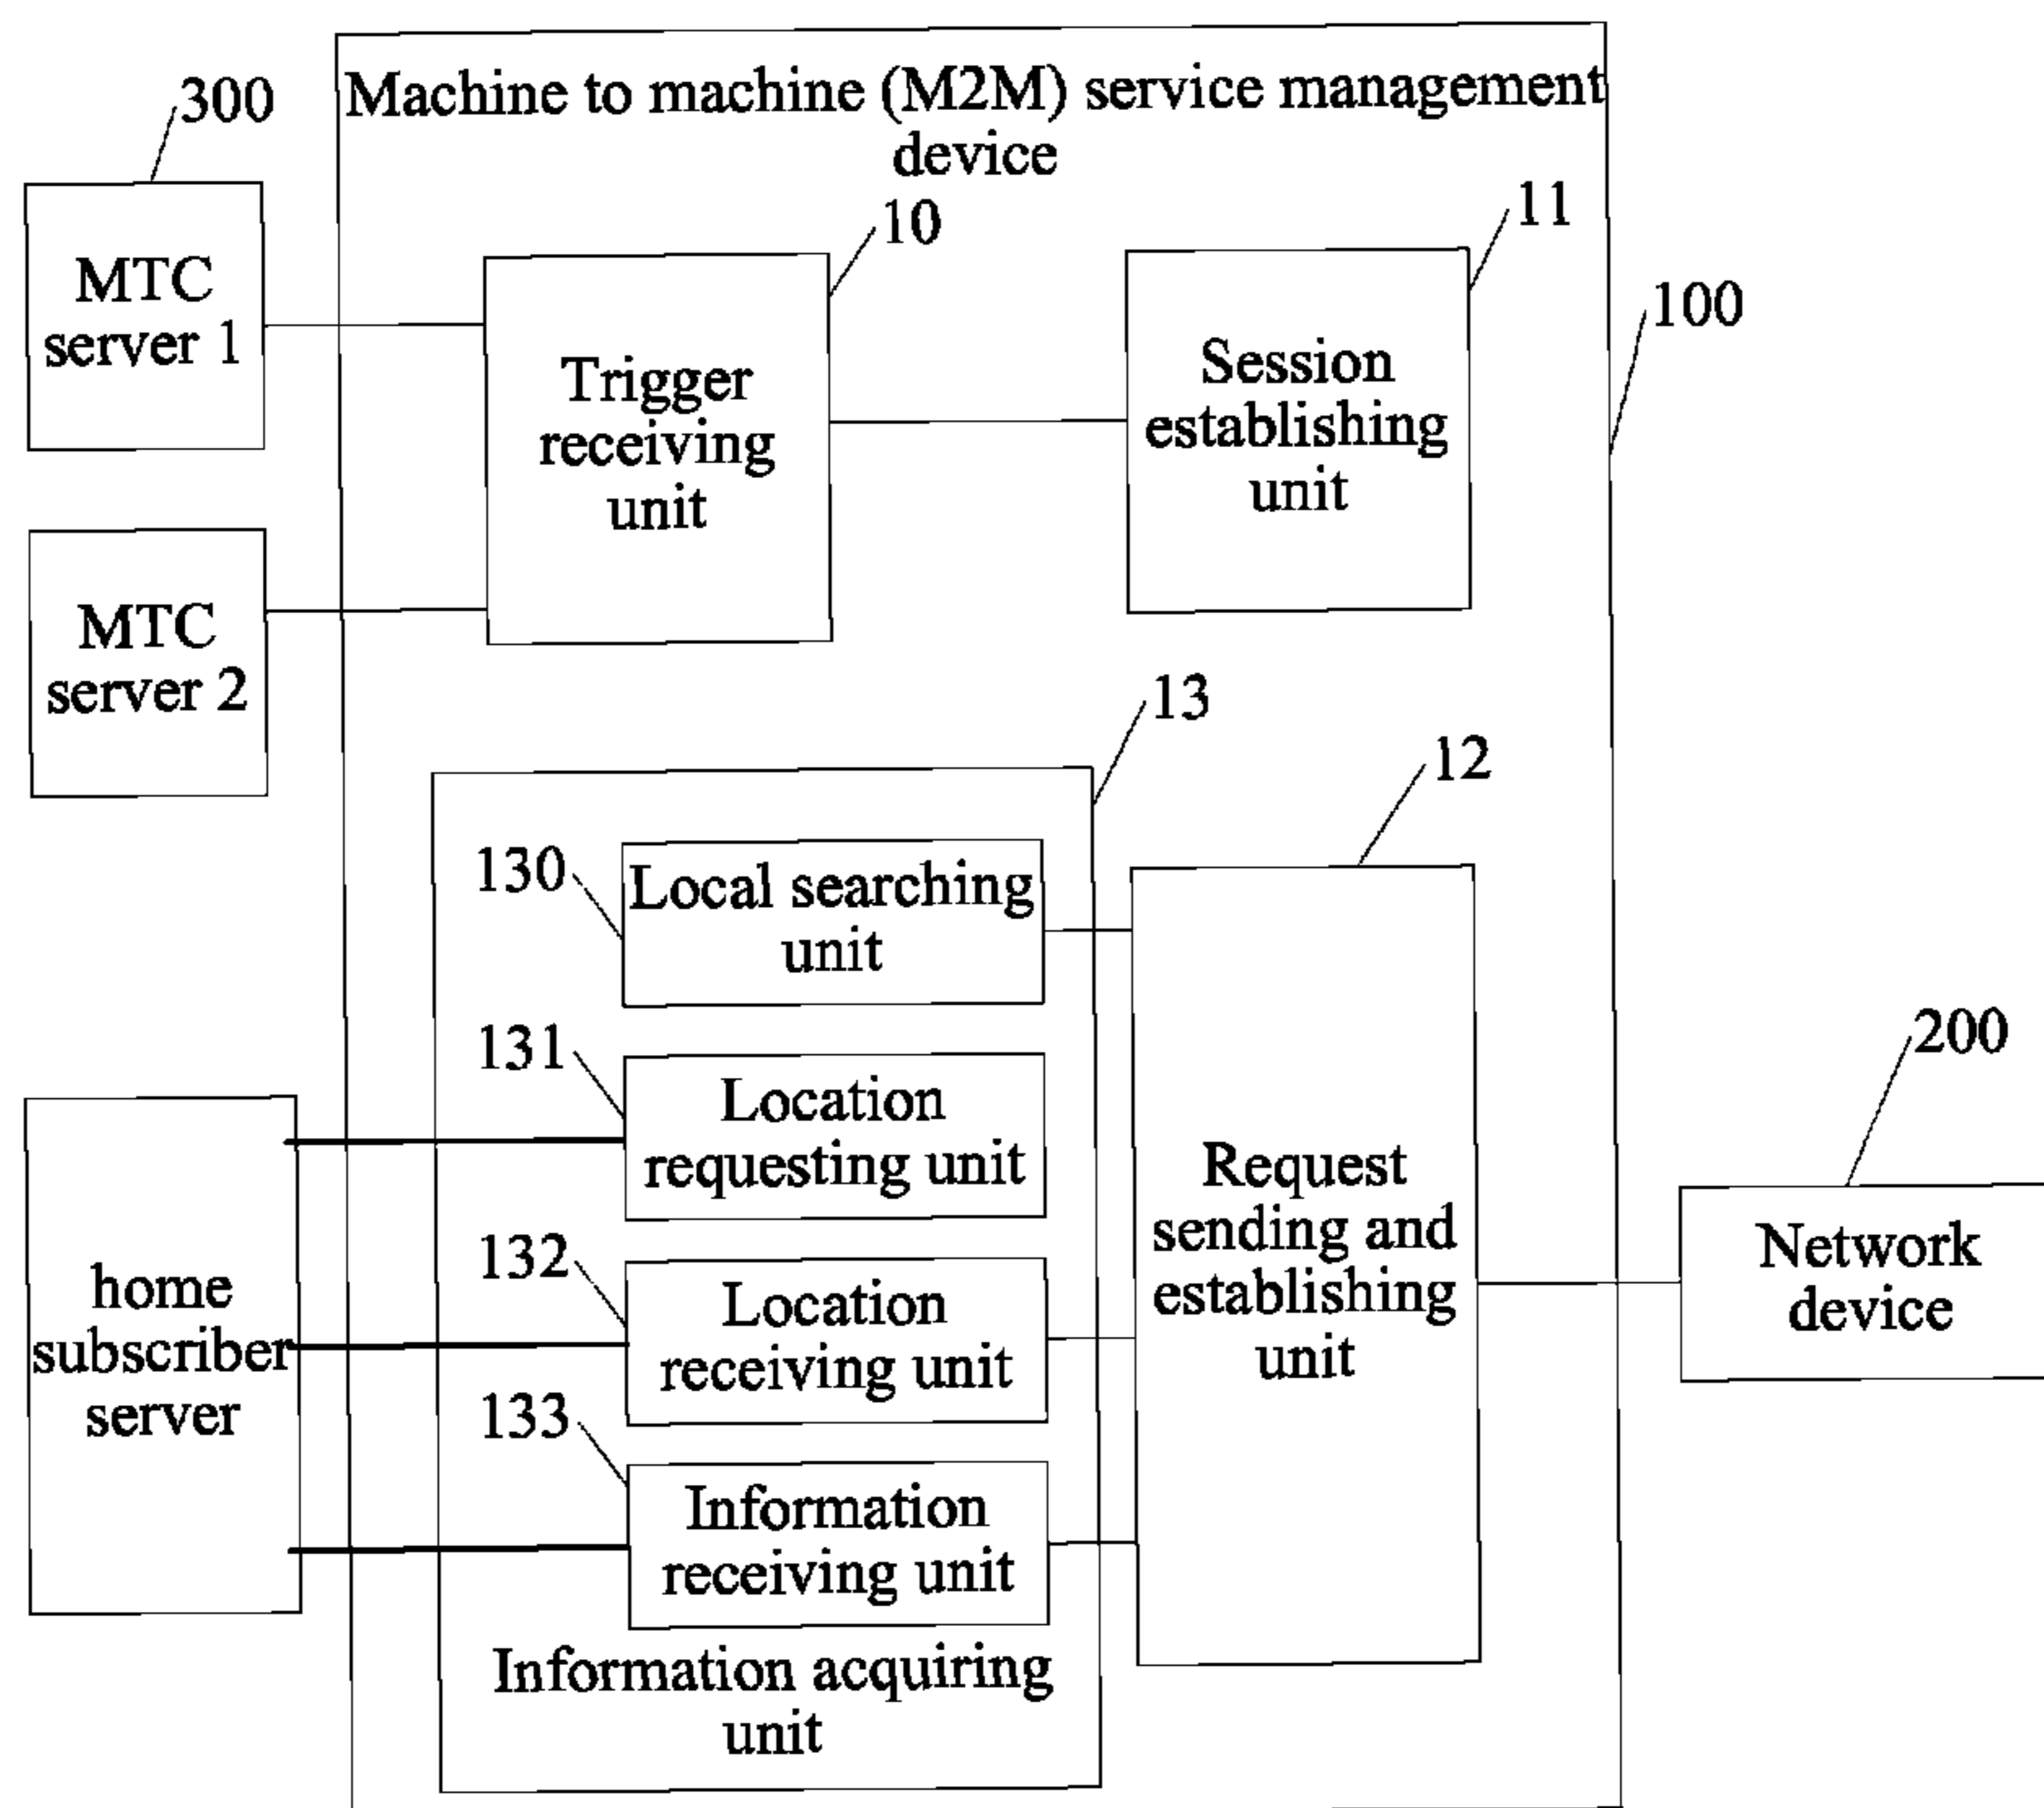 Machine to machine (M2M) service management
device
300
MTC
server 1
10
Trigger
receiving
unit
11
Session
establishing
unit
100
MTC
server 2
13
12
130
Local searching
unit
131
Location
requesting unit
132
Location
receiving unit
133
Information
receiving unit
Information acquiring
unit
home
subscriber
server
Request
sending and
establishing
unit
200
Network
device